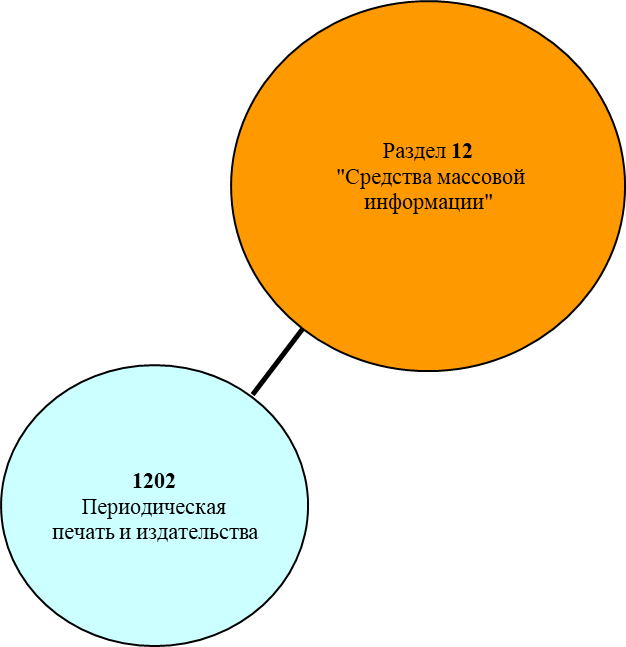 Раздел 12
"Средства массовой
информации"
1202
Периодическая
печать и издательства